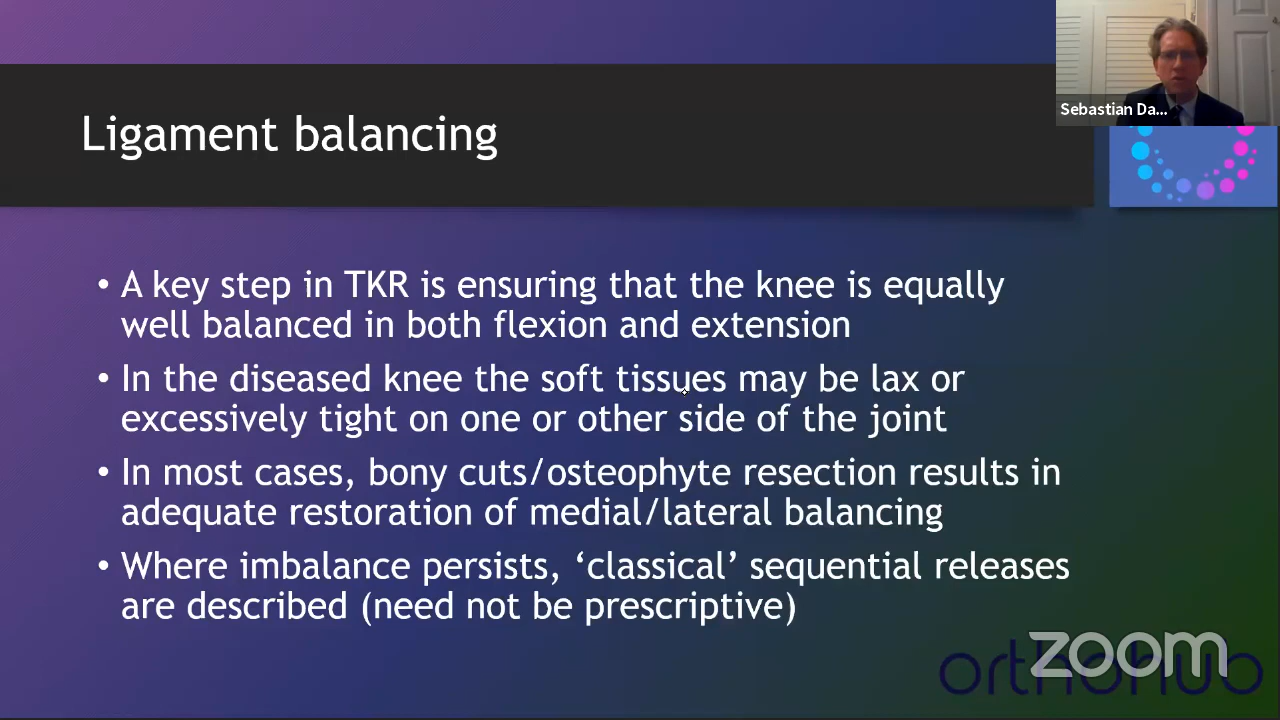 Sebastian Da...
Ligament balancing
• A key step in TKR is ensuring that the knee is equally
well balanced in both flexion and extension
• In the diseased knee the soft tissues may be lax or
excessively tight on one or other side of the joint
• In most cases, bony cuts/osteophyte resection results in
adequate restoration of medial/lateral balancing
• Where imbalance persists, ‘classical’ sequential releases
are described (need not be prescriptive)
zoom
orthohub